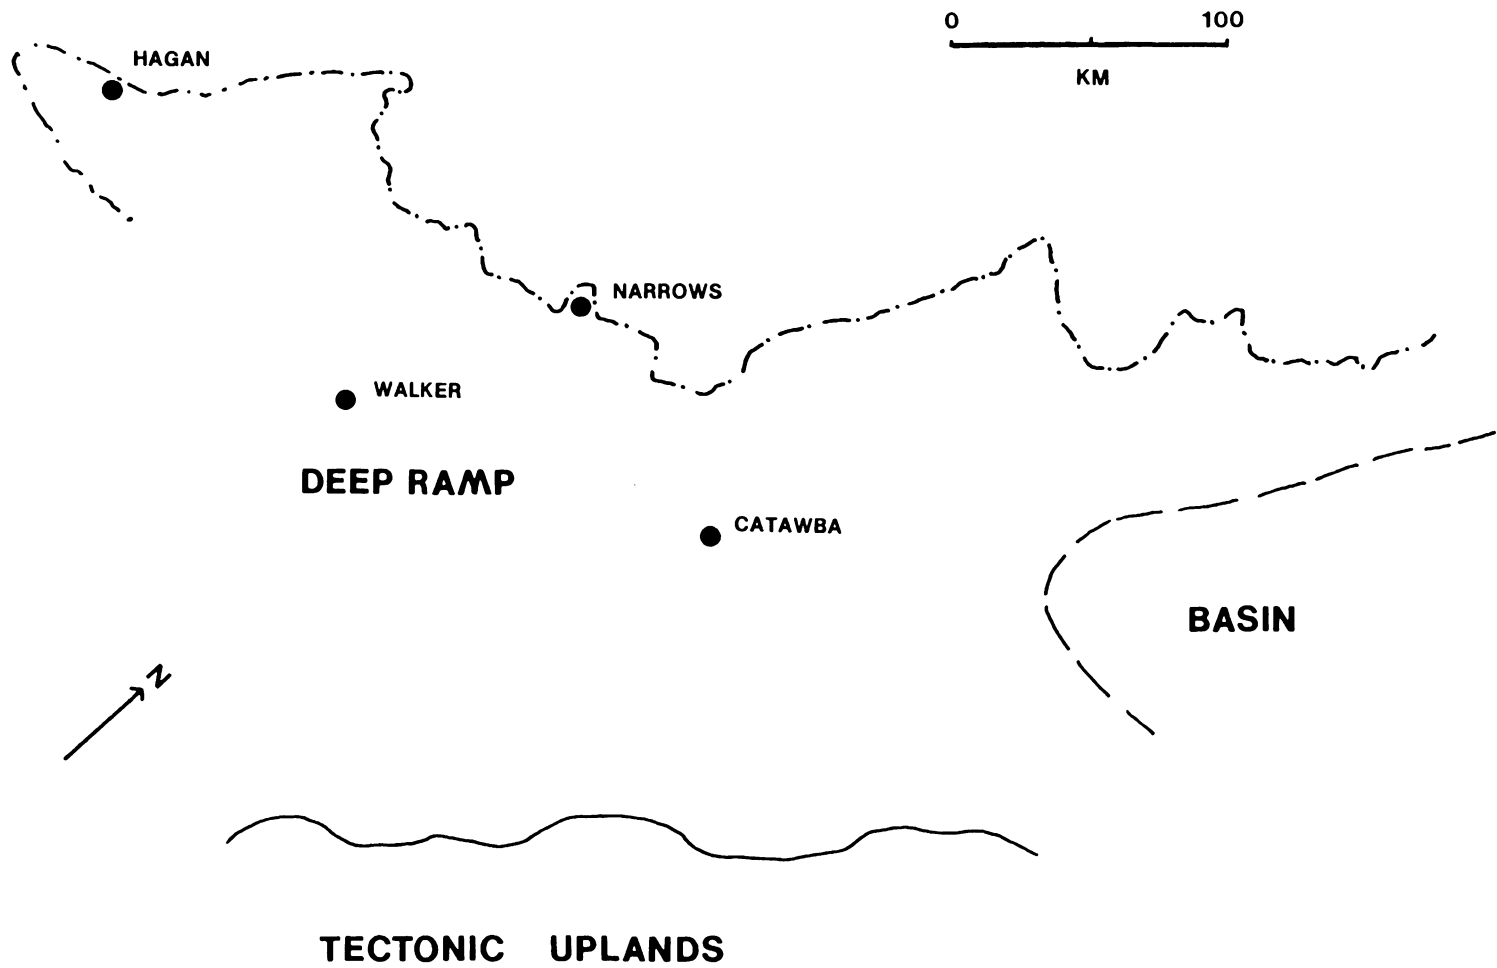 0 100
KM
HAGAN
NARROWS
WALKER
DEEP RAMP
CATAWBA
BASIN
N
TECTONIC UPLANDS